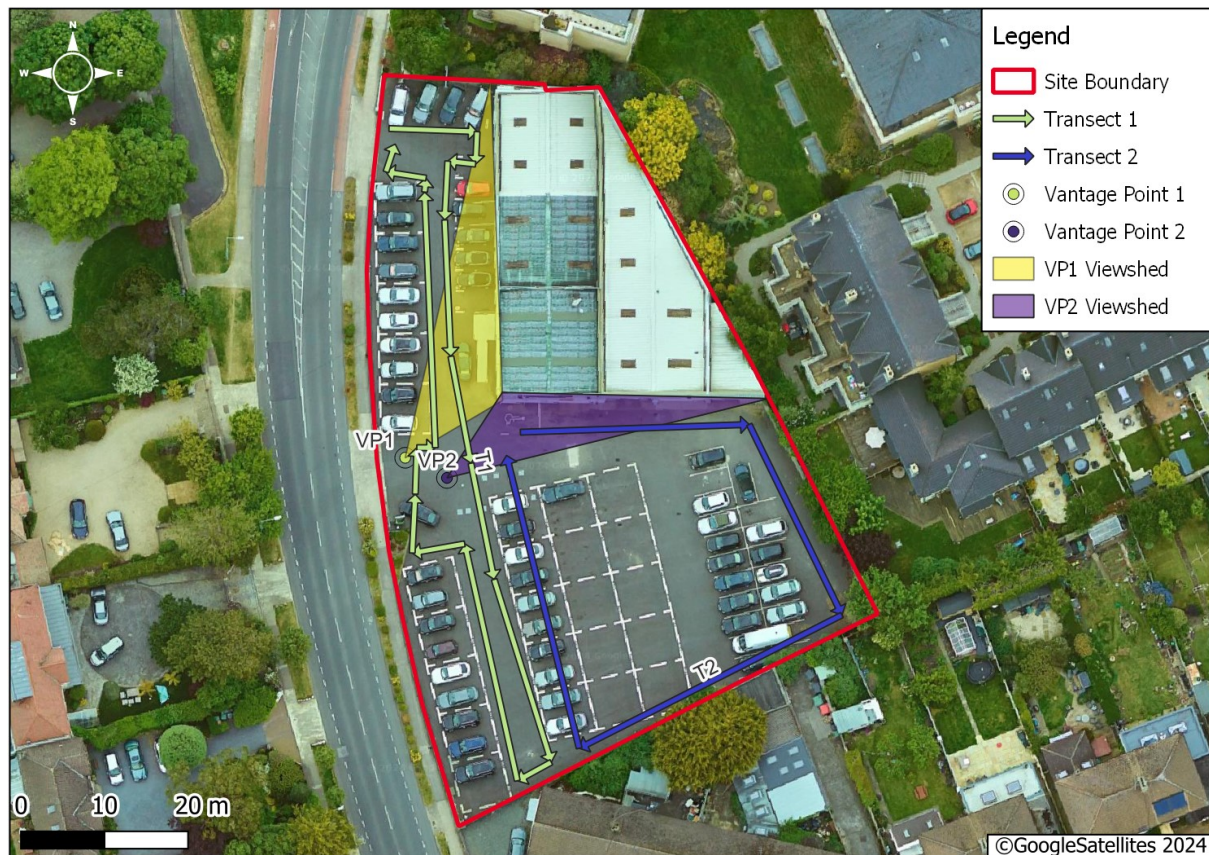 N
W E
S
Legend
Site Boundary
Transect 1
Transect 2
Vantage Point 1
Vantage Point 2
VP1 Viewshed
VP2 Viewshed
VP1
VP2
T1
T2
0 10 20 m
©GoogleSatellites 2024